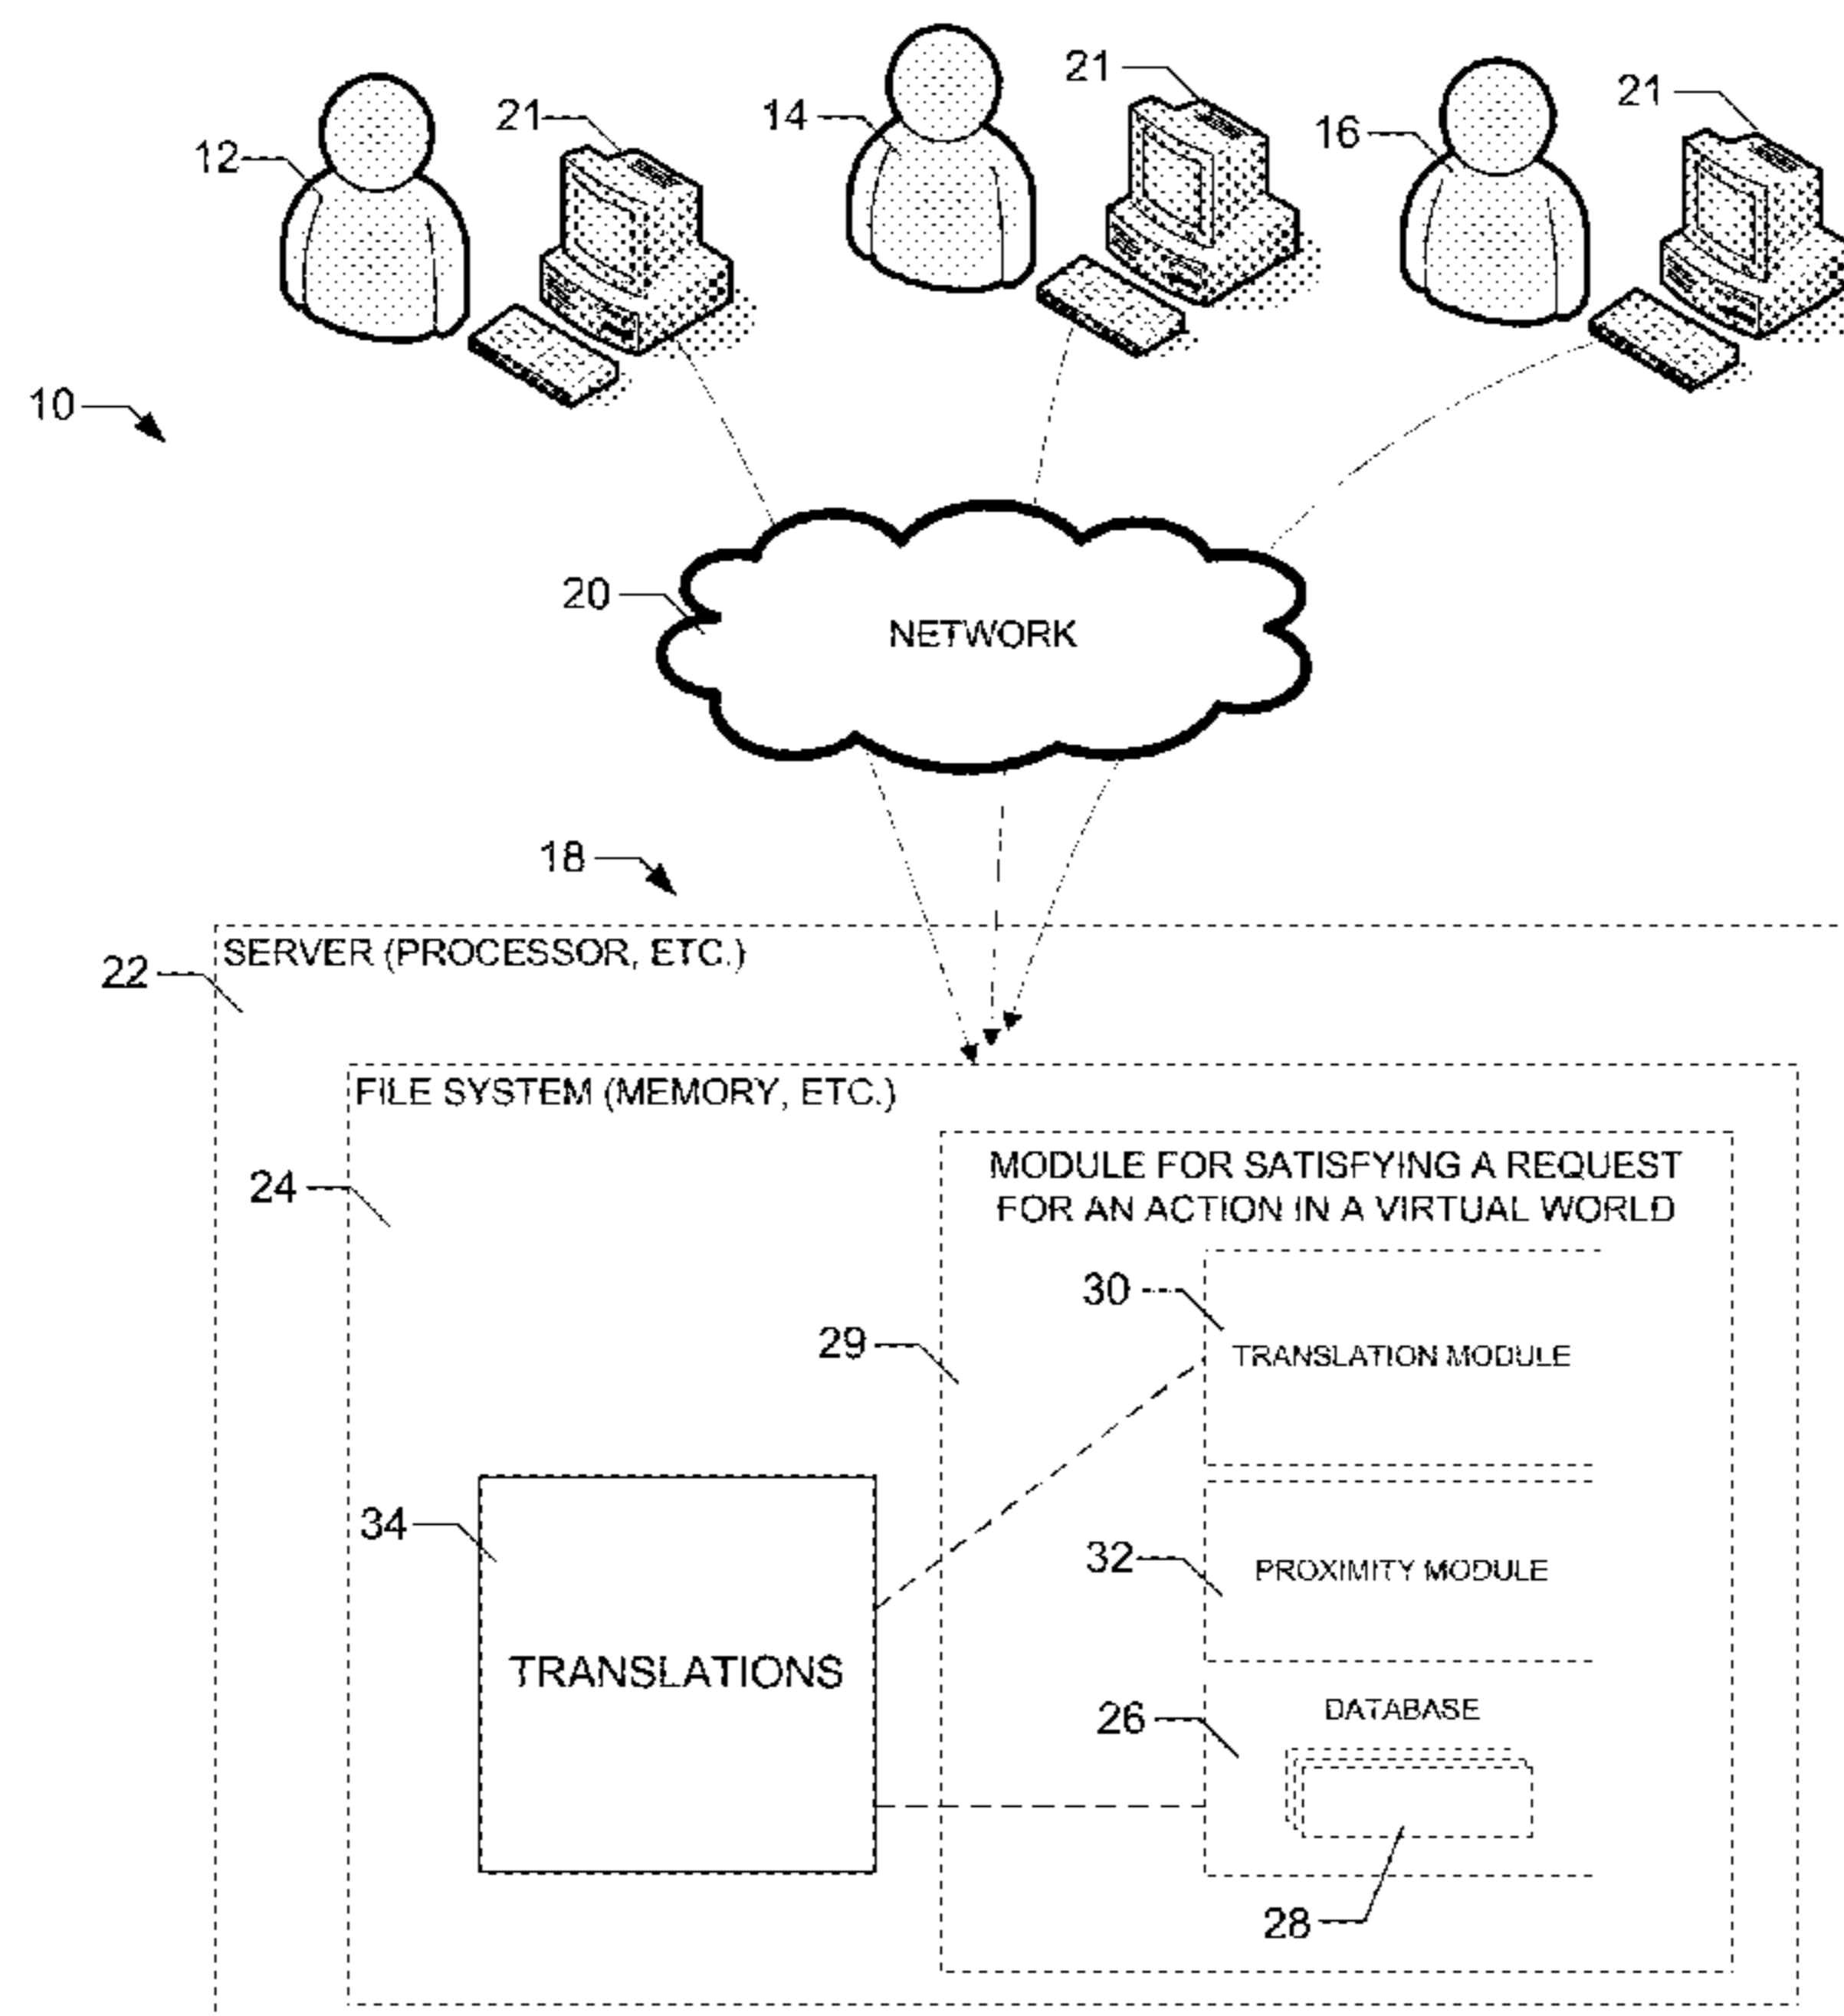 21
14
21
12
21
16
10
20
NETWORK
18
SERVER (PROCESSOR, ETC.)
22
FILE SYSTEM (MEMORY, ETC.)
MODULE FOR SATISFYING A REQUEST
FOR AN ACTION IN A VIRTUAL WORLD
24
30
29
TRANSLATION MODULE
34
32
PROXIMITY MODULE
TRANSLATIONS
26
DATABASE
28